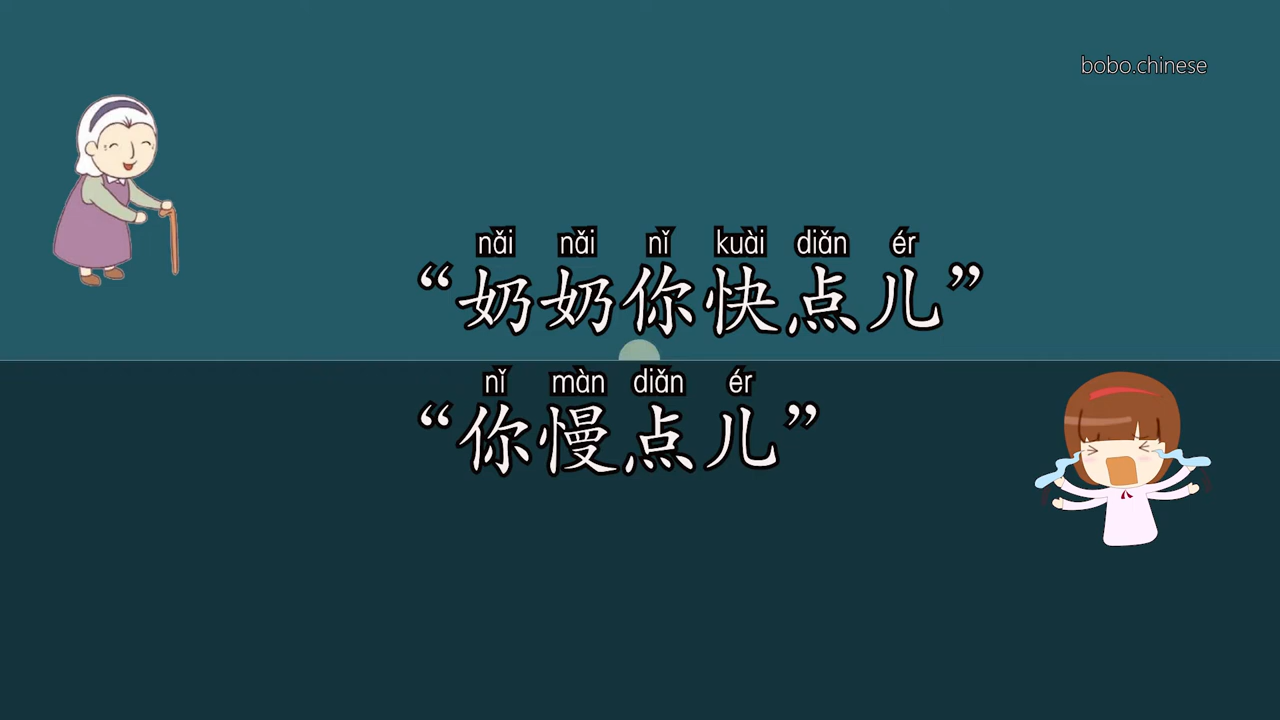 bobo.chinese
nǎi nǎi nǐ kuài diǎn ér
“奶奶你快点儿”
nǐ màn diǎn ér
“你慢点儿”